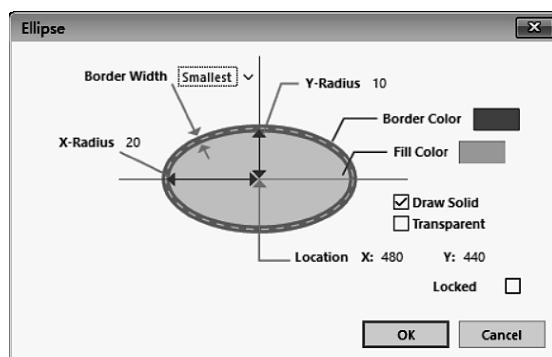 Ellipse
Border Width Smallest
Y-Radius 10
Border Color
X-Radius 20
Fill Color
Draw Solid
Transparent
Location X: 480 Y: 440
Locked
OK Cancel